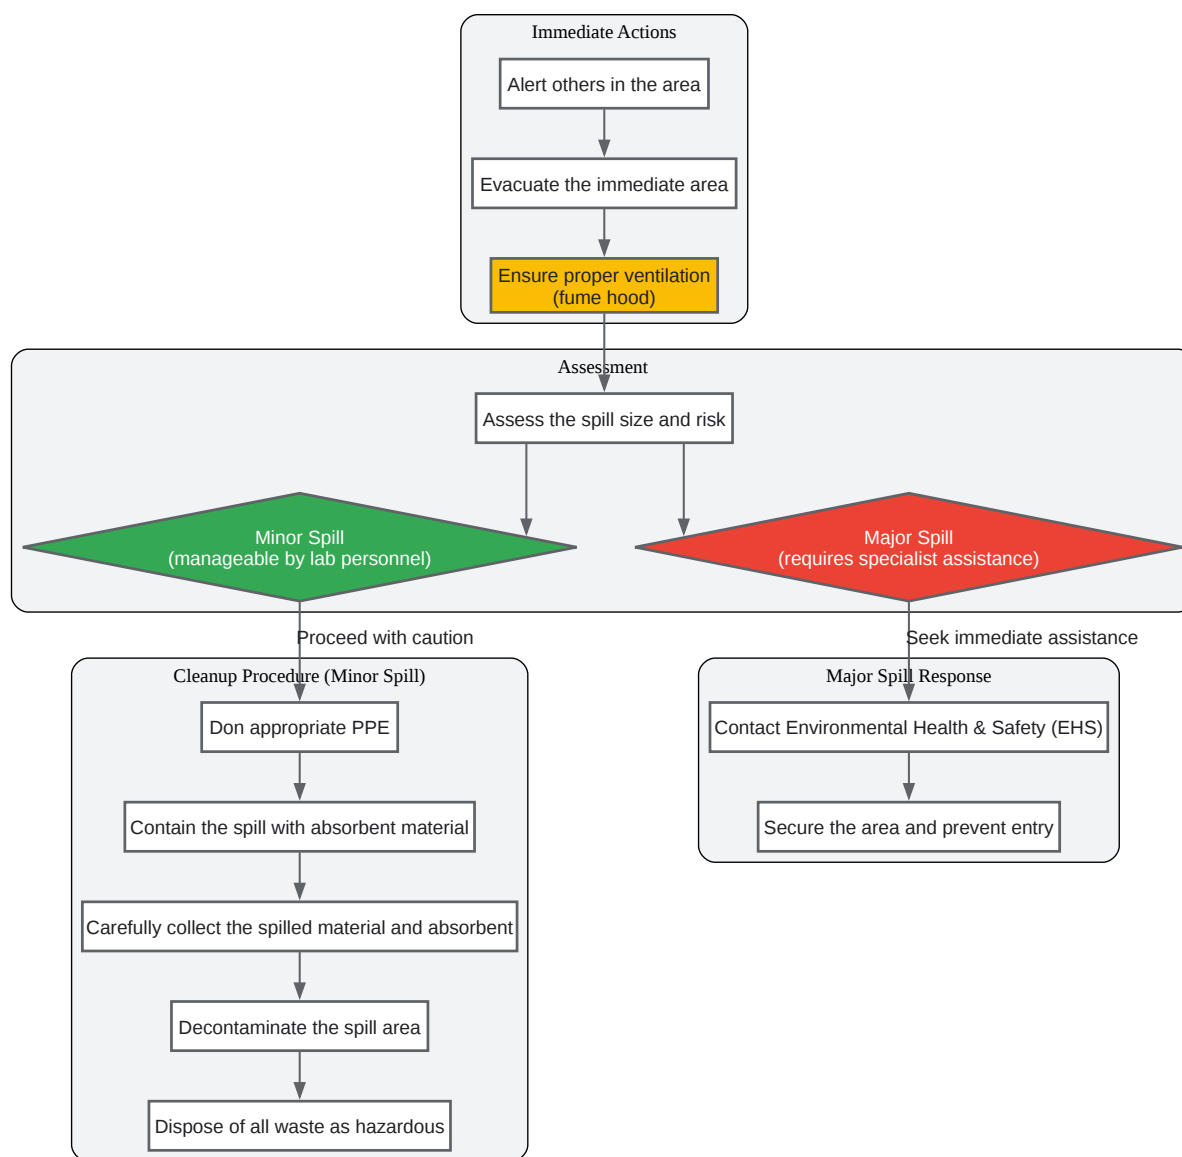 Immediate Actions
Alert others in the area
Evacuate the immediate area
Ensure proper ventilation
(fume hood)
Assessment
Assess the spill size and risk
Minor Spill
(manageable by lab personnel)
Major Spill
(requires specialist assistance)
Proceed with caution
Seek immediate assistance
Cleanup Procedure (Minor Spill)
Don appropriate PPE
Contain the spill with absorbent material
Carefully collect the spilled material and absorbent
Decontaminate the spill area
Dispose of all waste as hazardous
Major Spill Response
Contact Environmental Health & Safety (EHS)
Secure the area and prevent entry